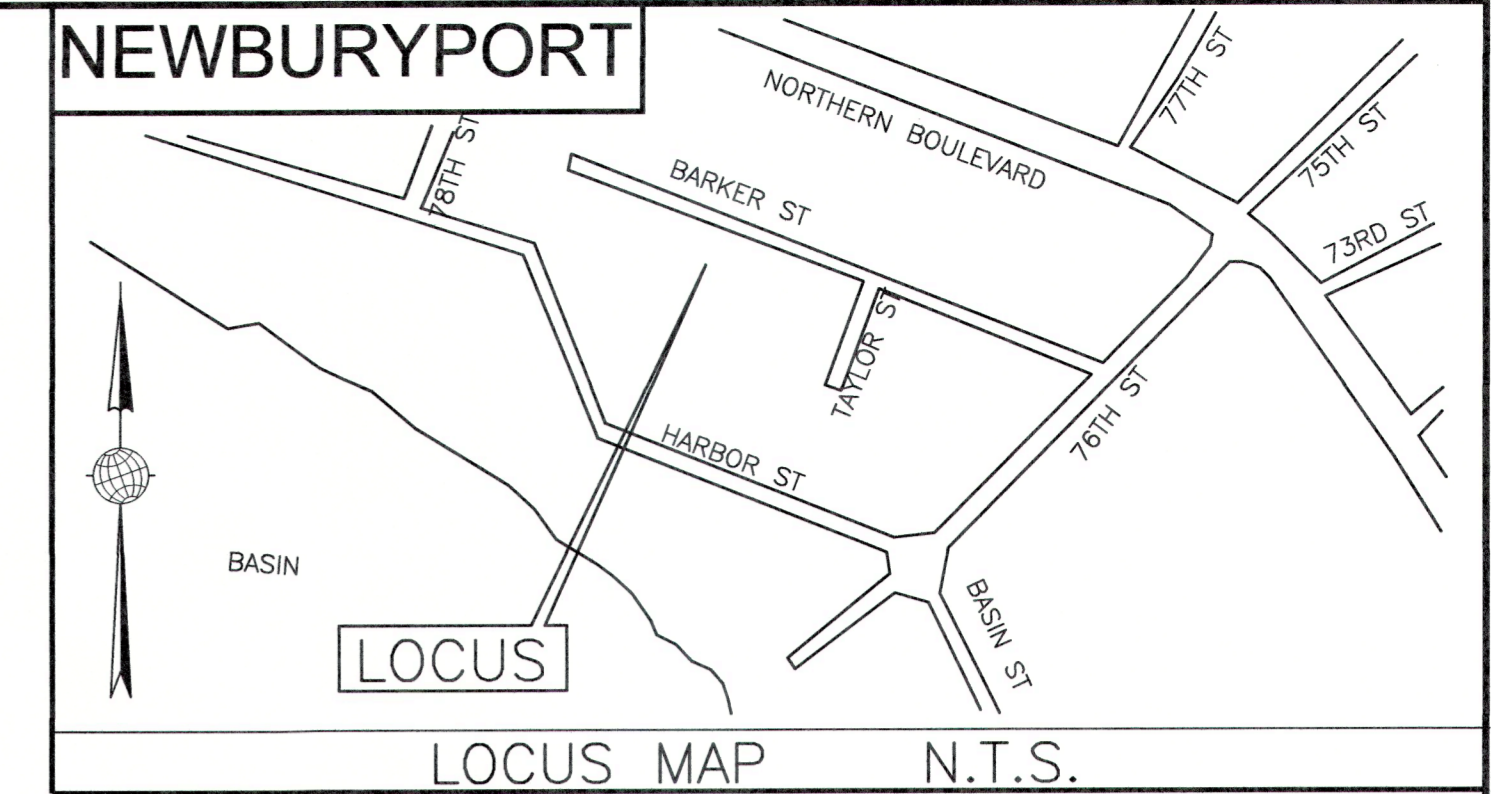 NEWBURYPORT
NORTHERN BOULEVARD
77TH ST
75TH ST
73RD ST
78TH ST
BARKER ST
TAYLOR ST
76TH ST
HARBOR ST
BASIN
BASIN ST
LOCUS
LOCUS MAP N.T.S.